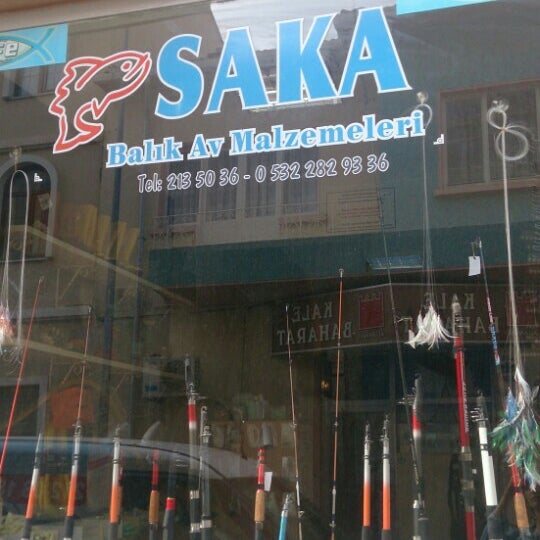 SAKA
Balık Av Malzemeleri
Tel: 213 50 36 - 0 532 282 93 36
KALE
BAHARAT